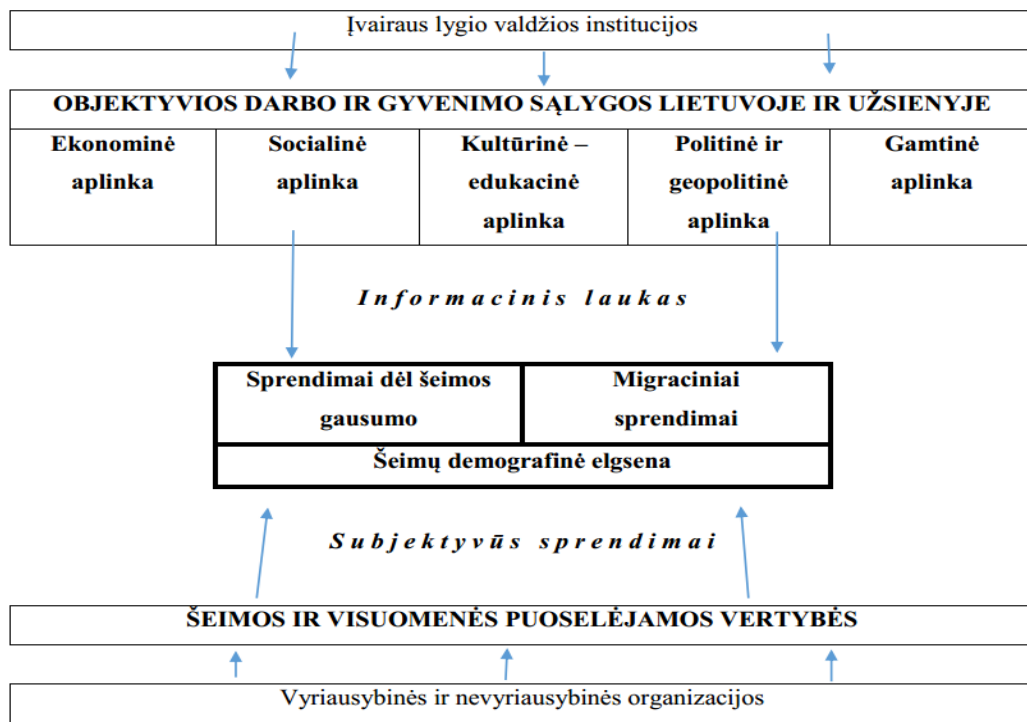 Įvairaus lygio valdžios institucijos
OBJEKTYVIOS DARBO IR GYVENIMO SĄLYGOS LIETUVOJE IR UŽSIENYJE
Ekonominė
aplinka
Socialinė
aplinka
Kultūrinė –
edukacinė
aplinka
Politinė ir
geopolitinė
aplinka
Gamtinė
aplinka
Informacinis laukas
Sprendimai dėl šeimos
gausumo
Migraciniai
sprendimai
Šeimų demografinė elgsena
Subjektyvūs sprendimai
ŠEIMOS IR VISUOMENĖS PUOSELĖJAMOS VERTYBĖS
Vyriausybinės ir nevyriausybinės organizacijos